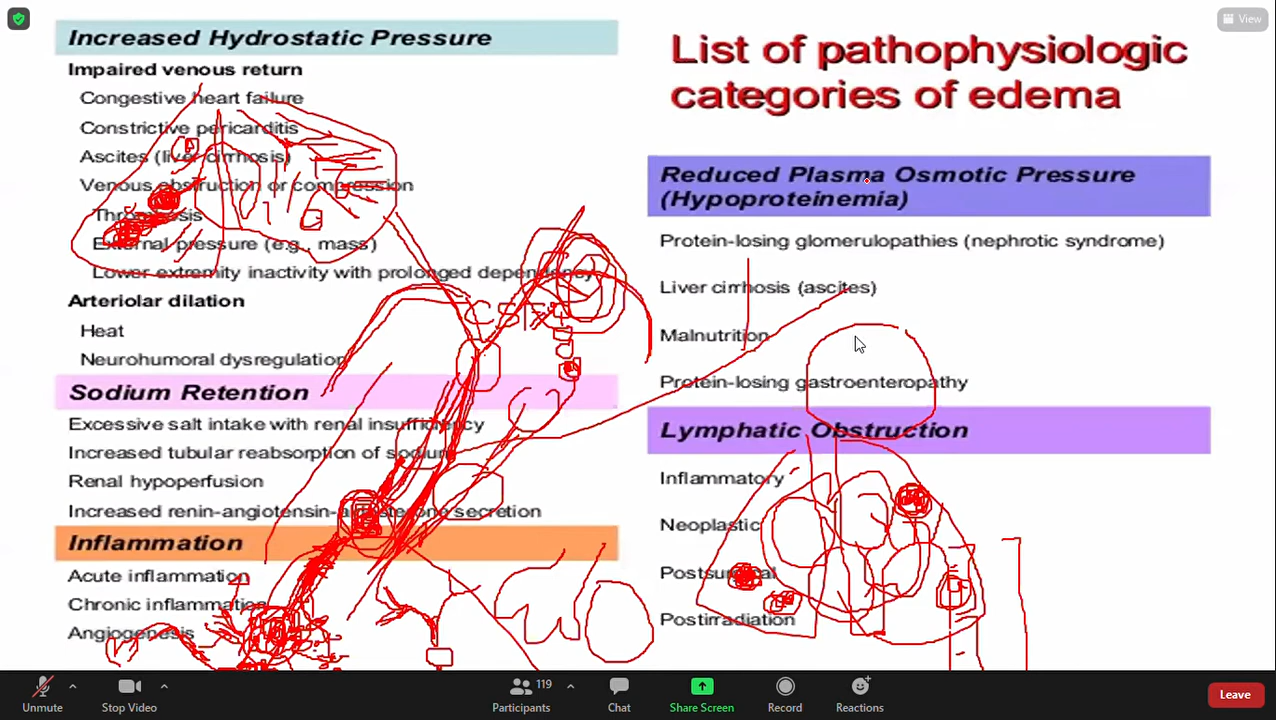 View
Increased Hydrostatic Pressure
Impaired venous return
Congestive heart failure
Constrictive pericarditis
Ascites (liver cirrhosis)
Venous obstruction or compression
Thrombosis
External pressure (e.g., mass)
Lower extremity inactivity with prolonged dependency
Arteriolar dilation
Heat
Neurohumoral dysregulation
Sodium Retention
Excessive salt intake with renal insufficiency
Increased tubular reabsorption of sodium
Renal hypoperfusion
Increased renin-angiotensin-aldosterone secretion
Inflammation
Acute inflammation
Chronic inflammation
Angiogenesis
List of pathophysiologic
categories of edema
Reduced Plasma Osmotic Pressure
(Hypoproteinemia)
Protein-losing glomerulopathies (nephrotic syndrome)
Liver cirrhosis (ascites)
Malnutrition
Protein-losing gastroenteropathy
Lymphatic Obstruction
Inflammatory
Neoplastic
Postsurgical
Postirradiation
Unmute
Stop Video
119
Participants
Chat
Share Screen
Record
Reactions
Leave